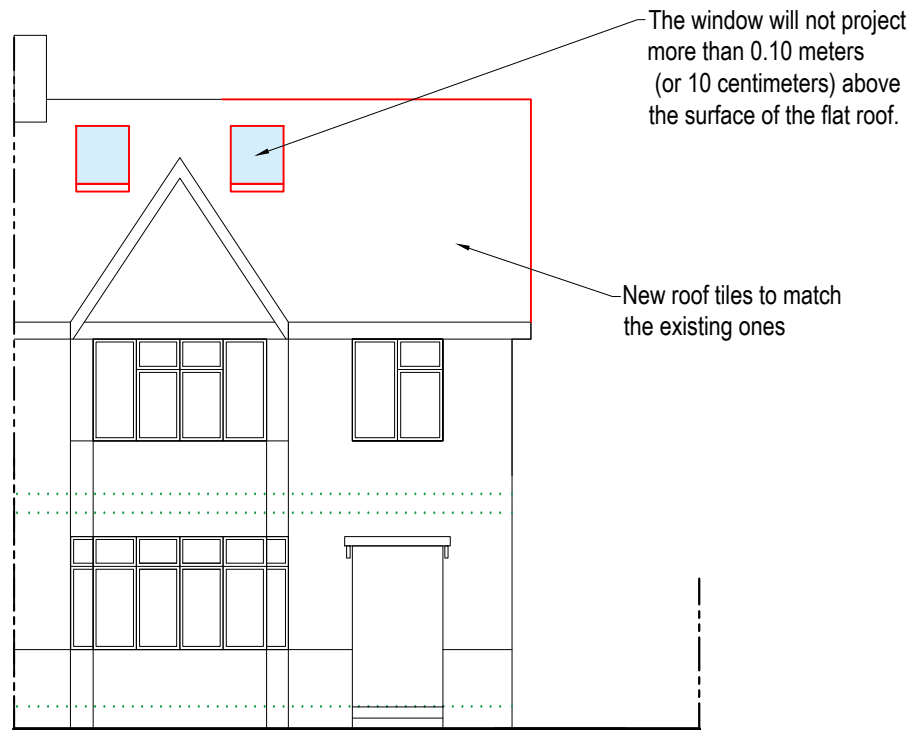 The window will not project
more than 0.10 meters
(or 10 centimeters) above
the surface of the flat roof.
New roof tiles to match
the existing ones